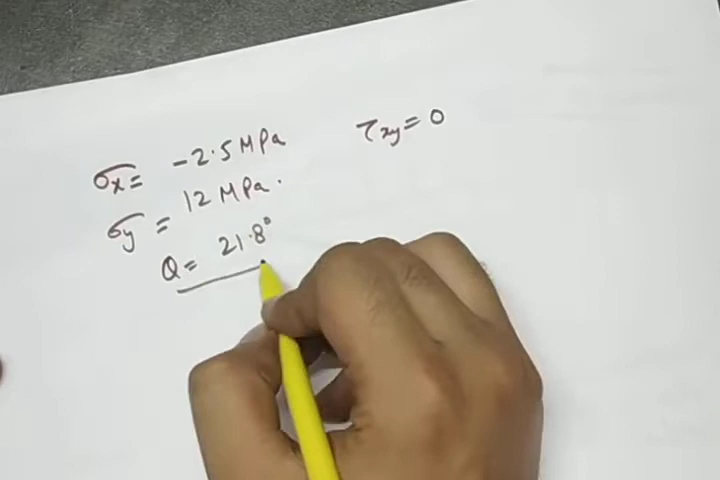 σx = -2.5 MPa
τxy = 0
σy = 12 MPa.
Q = 21.8°